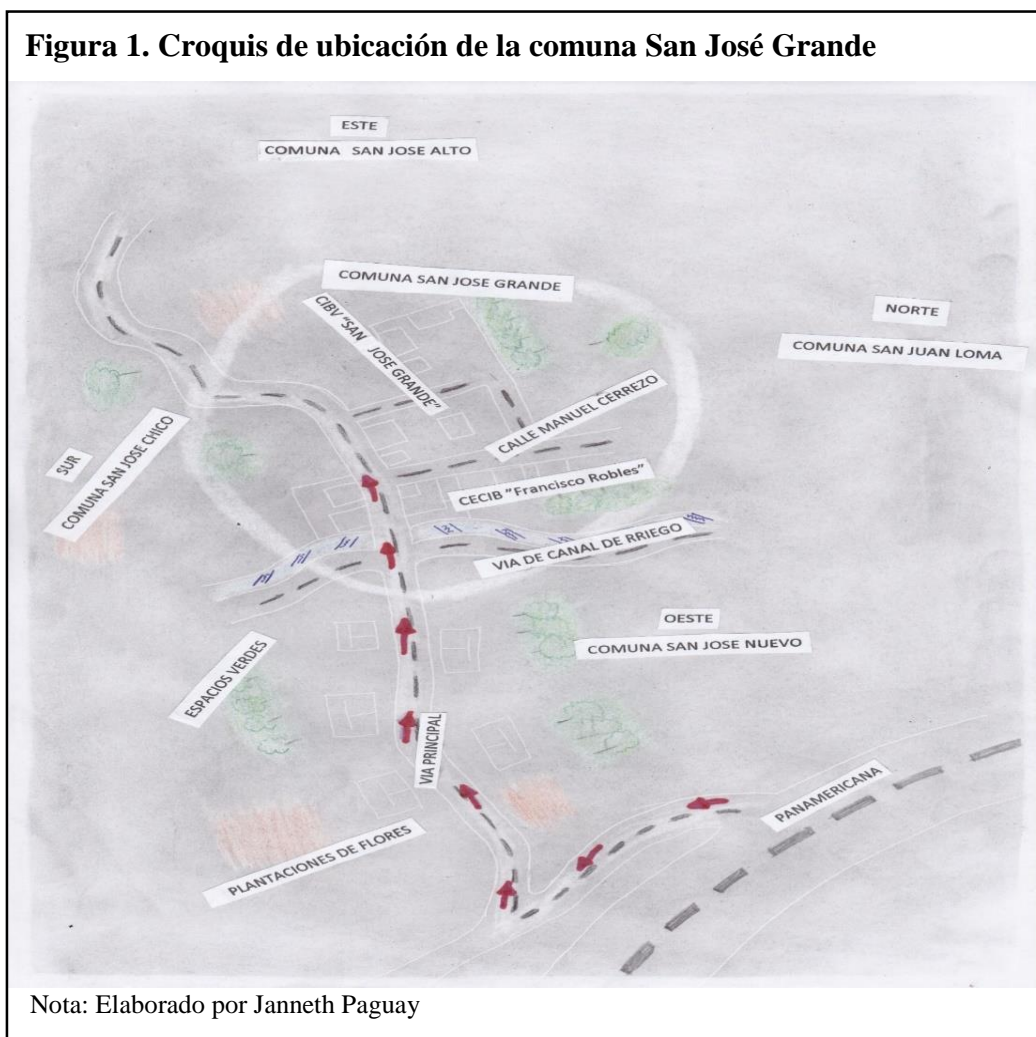 Figura 1. Croquis de ubicación de la comuna San José Grande
ESTE
COMUNA SAN JOSE ALTO
COMUNA SAN JOSE GRANDE
CIBV "SAN JOSE GRANDE"
NORTE
COMUNA SAN JUAN LOMA
CALLE MANUEL CERREZO
SUR
COMUNA SAN JOSE CHICO
CECIB "Francisco Robles"
VIA DE CANAL DE RRIEGO
OESTE
COMUNA SAN JOSE NUEVO
ESPACIOS VERDES
VIA PRINCIPAL
PANAMERICANA
PLANTACIONES DE FLORES
Nota: Elaborado por Janneth Paguay